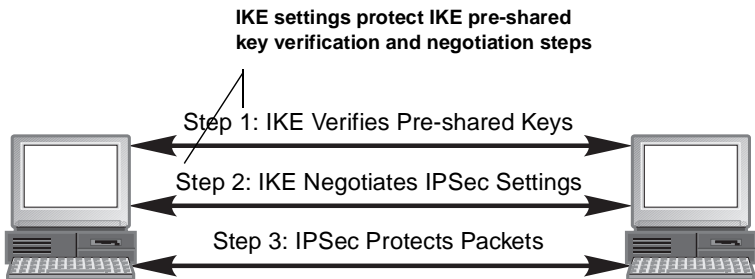 IKE settings protect IKE pre-shared
key verification and negotiation steps
Step 1: IKE Verifies Pre-shared Keys
Step 2: IKE Negotiates IPSec Settings
Step 3: IPSec Protects Packets